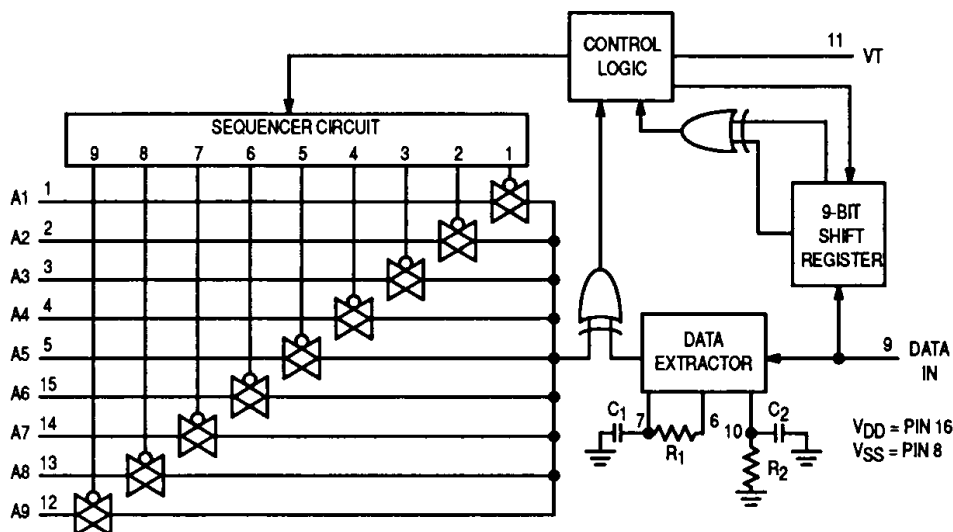 CONTROL
LOGIC
11
VT
SEQUENCER CIRCUIT
9 8 7 6 5 4 3 2 1
A1 1
A2 2
A3 3
A4 4
A5 5
A6 15
A7 14
A8 13
A9 12
9-BIT
SHIFT
REGISTER
DATA
EXTRACTOR
9
DATA
IN
C1
7
R1
6
10
C2
R2
VDD = PIN 16
VSS = PIN 8